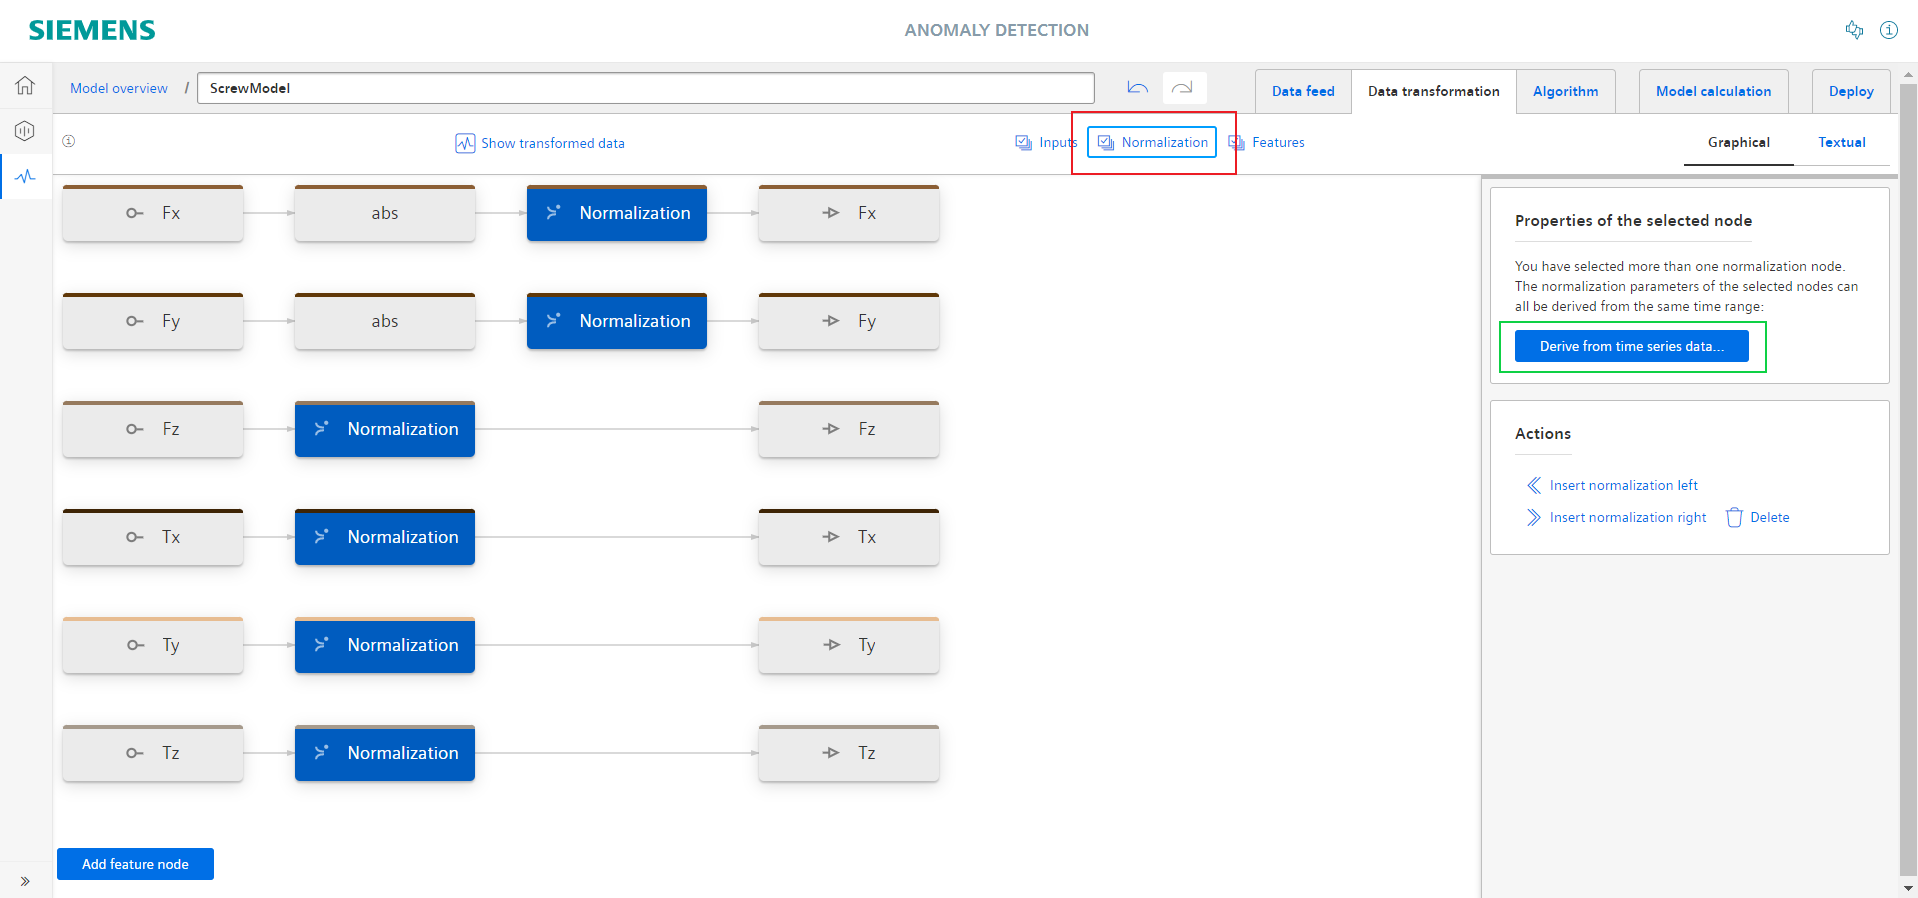 SIEMENS
ANOMALY DETECTION
Model overview / ScrewModel
Data feed
Data transformation
Algorithm
Model calculation
Deploy
Show transformed data
Inputs
Normalization
Features
Graphical
Textual
Fx abs Normalization Fx
Fy abs Normalization Fy
Fz Normalization Fz
Tx Normalization Tx
Ty Normalization Ty
Tz Normalization Tz
Add feature node
Properties of the selected node
You have selected more than one normalization node.
The normalization parameters of the selected nodes can
all be derived from the same time range:
Derive from time series data...
Actions
Insert normalization left
Insert normalization right
Delete